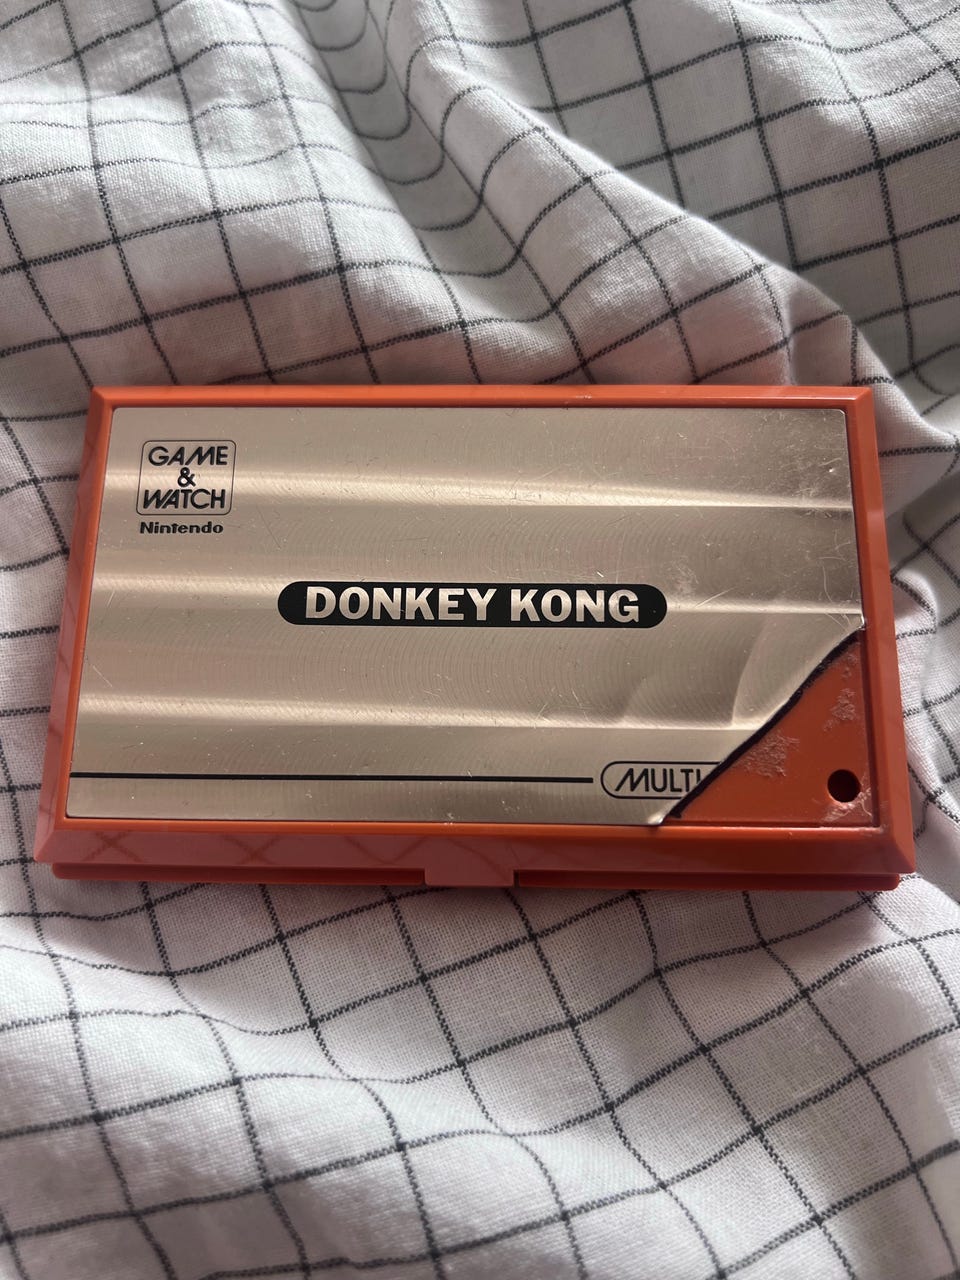 GAME
&
WATCH
Nintendo
DONKEY KONG
MULTI